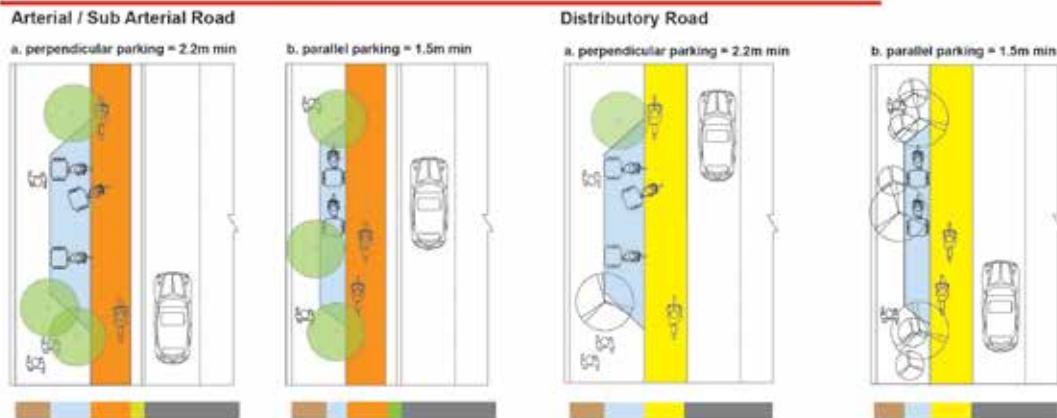 Arterial / Sub Arterial Road
Distributory Road
a. perpendicular parking = 2.2m min
b. parallel parking = 1.5m min
a. perpendicular parking = 2.2m min
b. parallel parking = 1.5m min